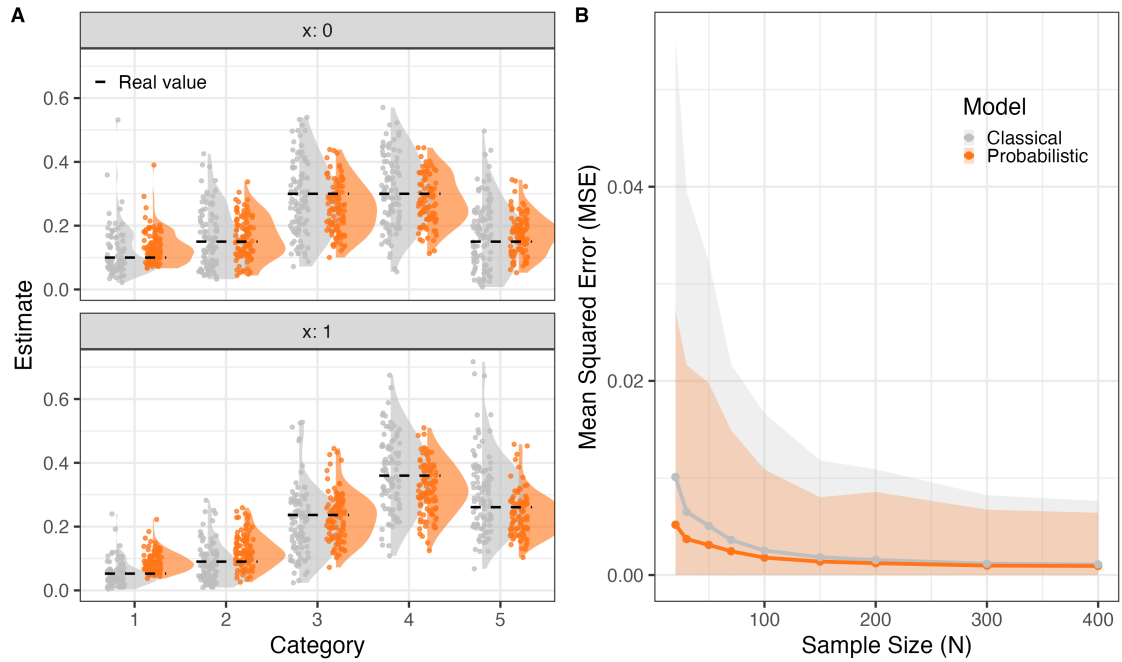 A
x: 0
Real value
0.6
0.4
0.2
0.0
x: 1
0.6
0.4
0.2
0.0
Estimate
1 2 3 4 5
Category
B
Model
Classical
Probabilistic
0.04
0.02
0.00
Mean Squared Error (MSE)
100 200 300 400
Sample Size (N)